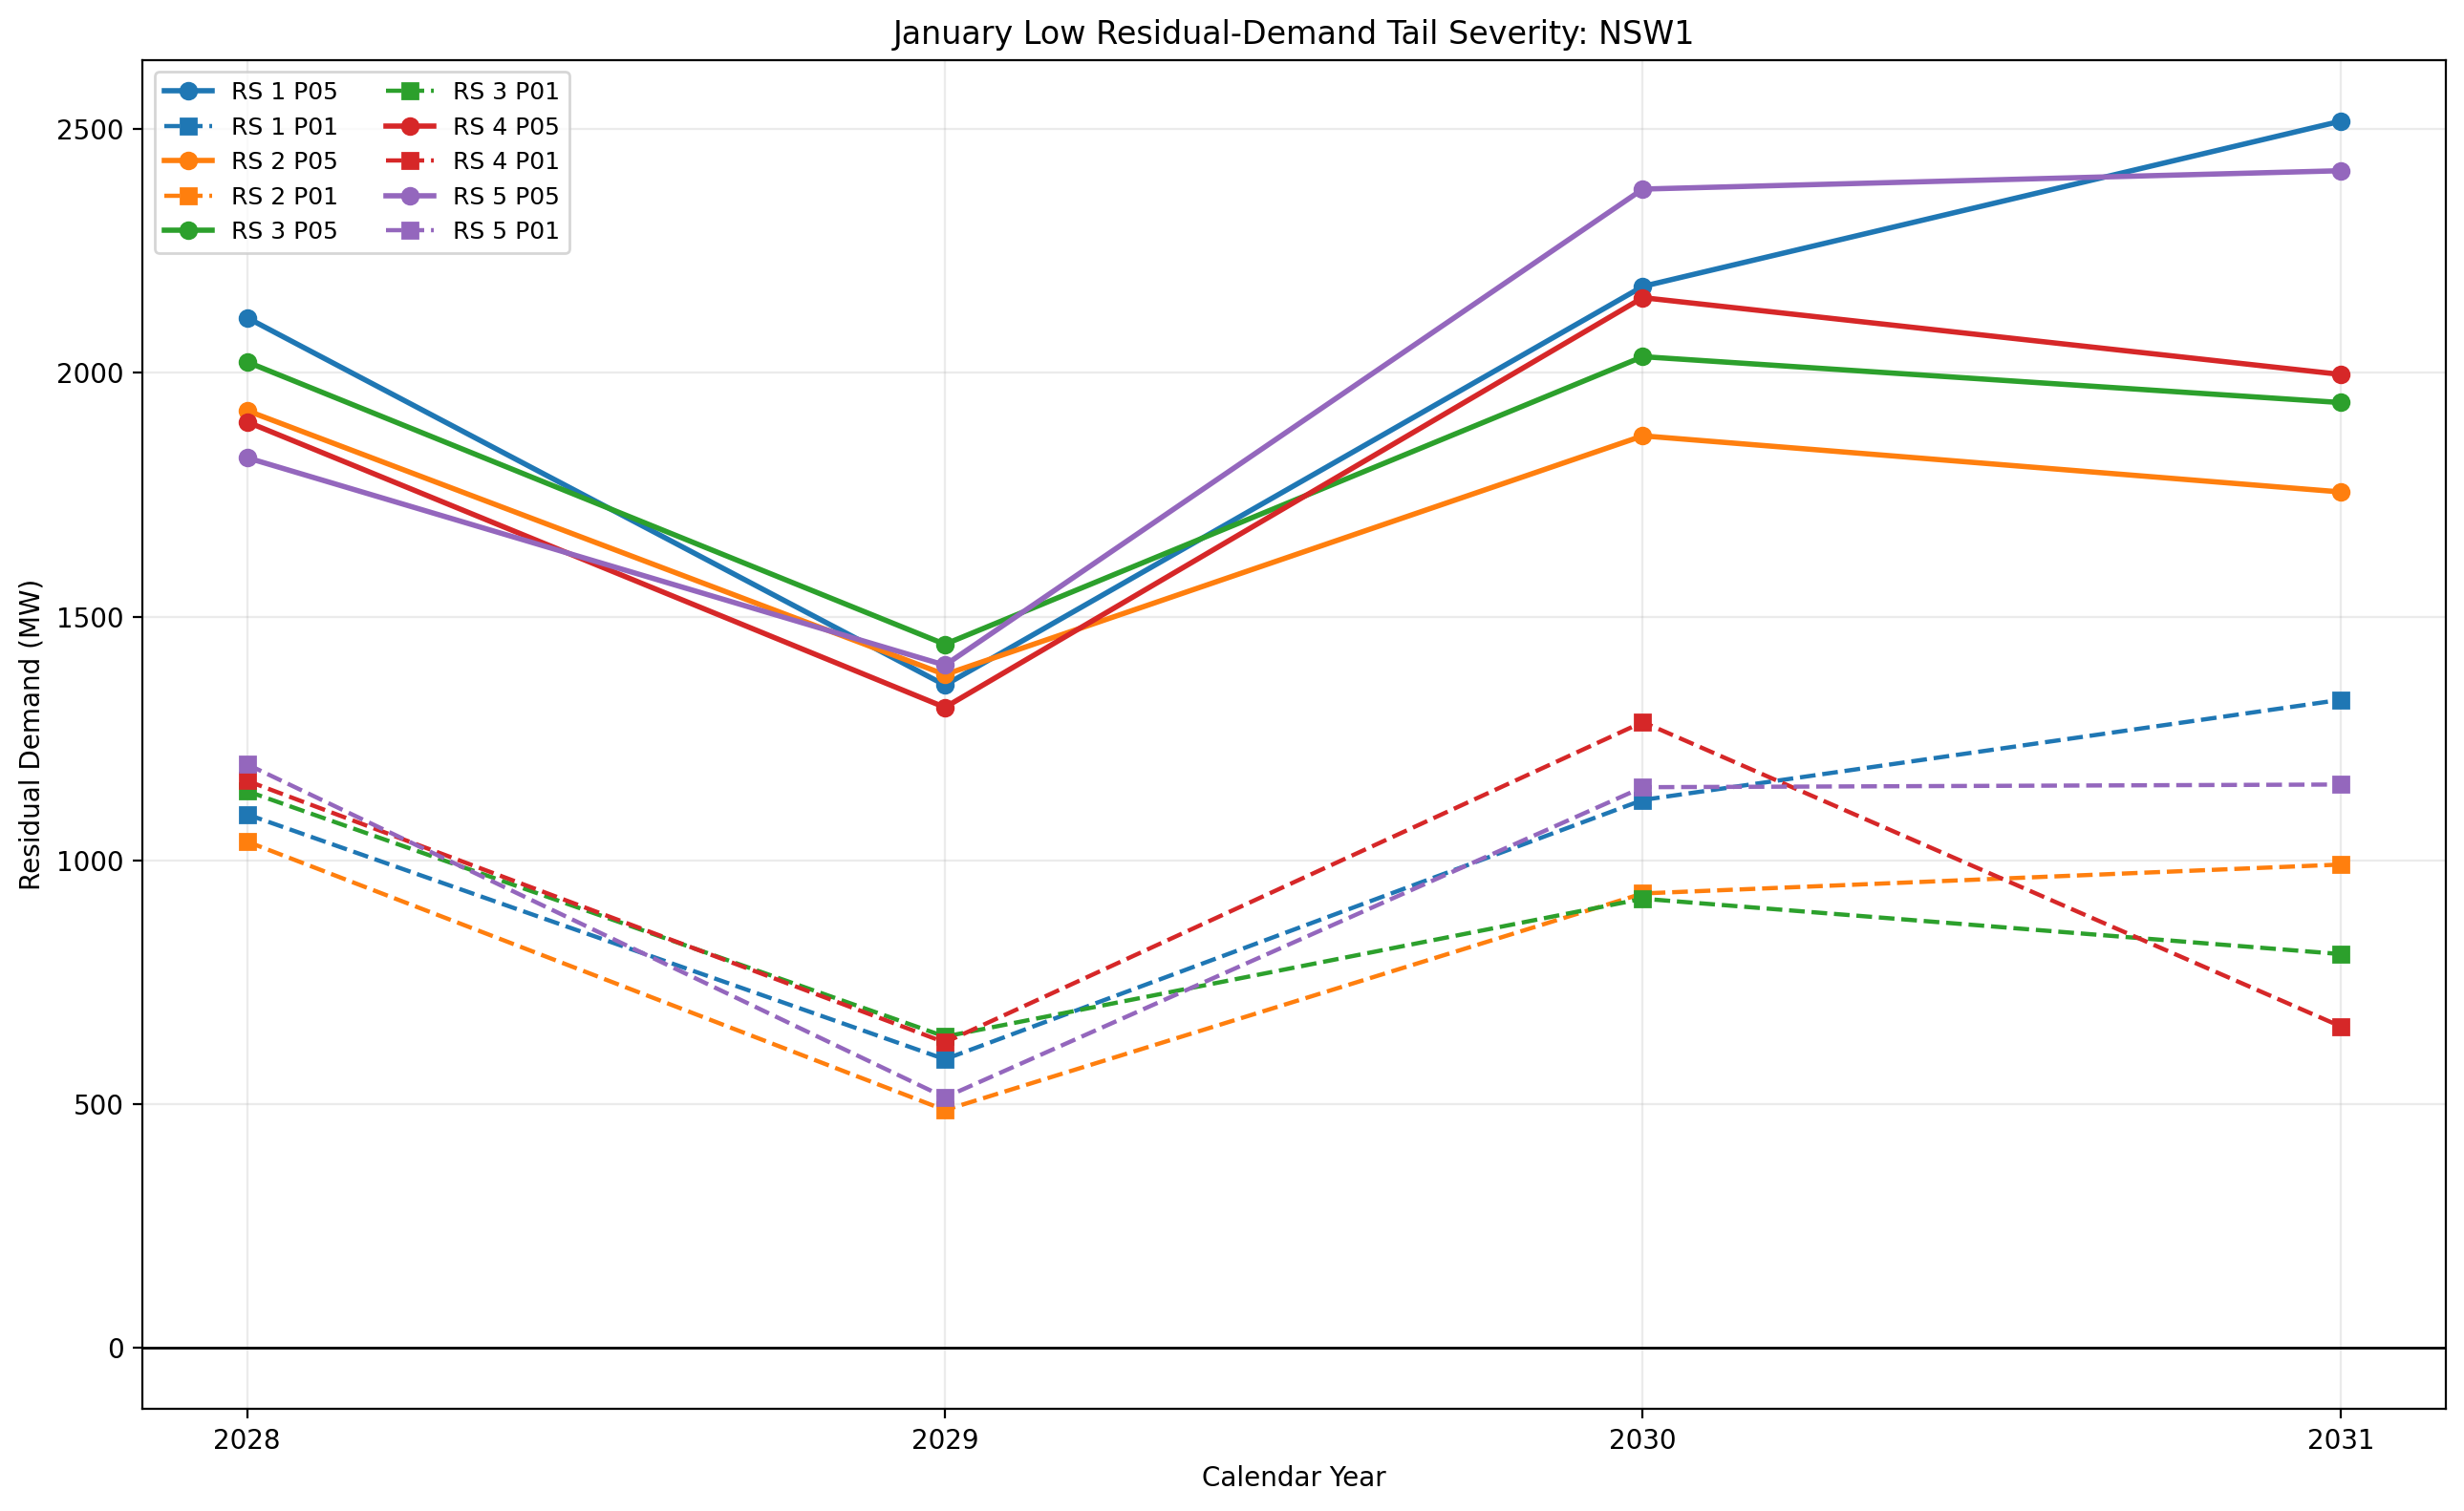 January Low Residual-Demand Tail Severity: NSW1
RS 1 P05
RS 1 P01
RS 2 P05
RS 2 P01
RS 3 P05
RS 3 P01
RS 4 P05
RS 4 P01
RS 5 P05
RS 5 P01
Residual Demand (MW)
2500
2000
1500
1000
500
0
2028 2029 2030 2031
Calendar Year